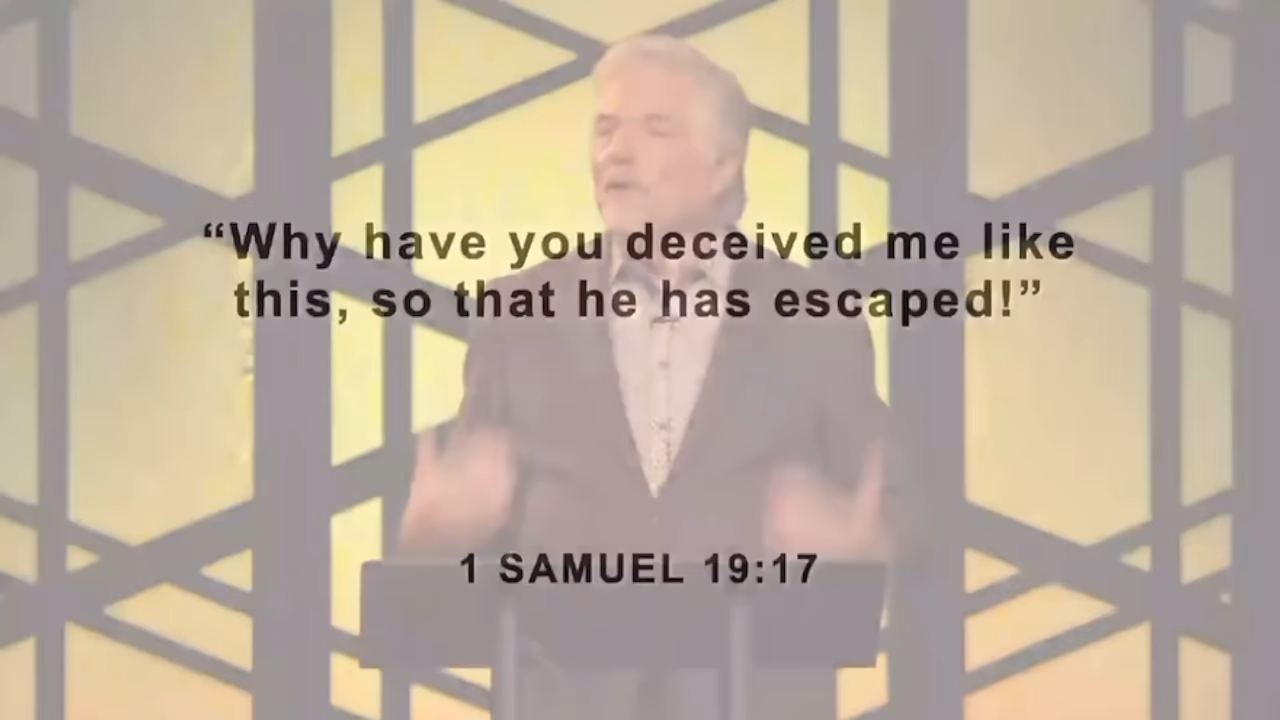 “Why have you deceived me like
this, so that he has escaped!”
1 SAMUEL 19:17